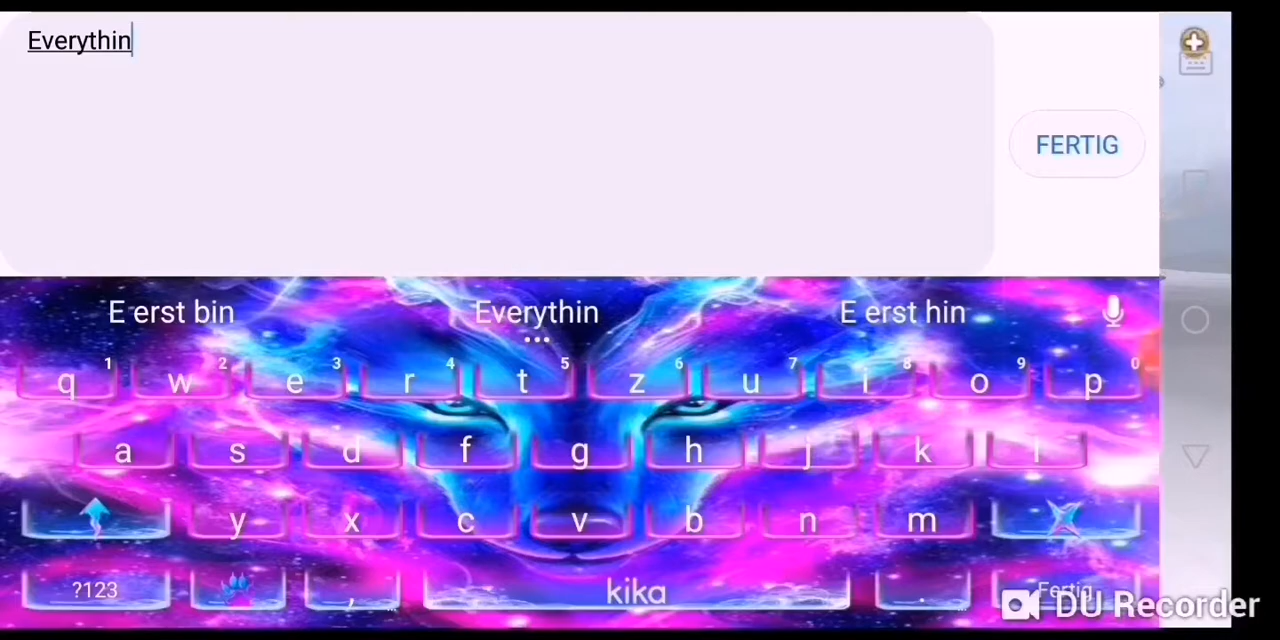 Everythin
FERTIG
E erst bin Everythin E erst hin
1 2 3 4 5 6 7 8 9 0
q w e r t z u i o p
a s d f g h j k l
y x c v b n m
?123 , kika . Fertig
DU Recorder